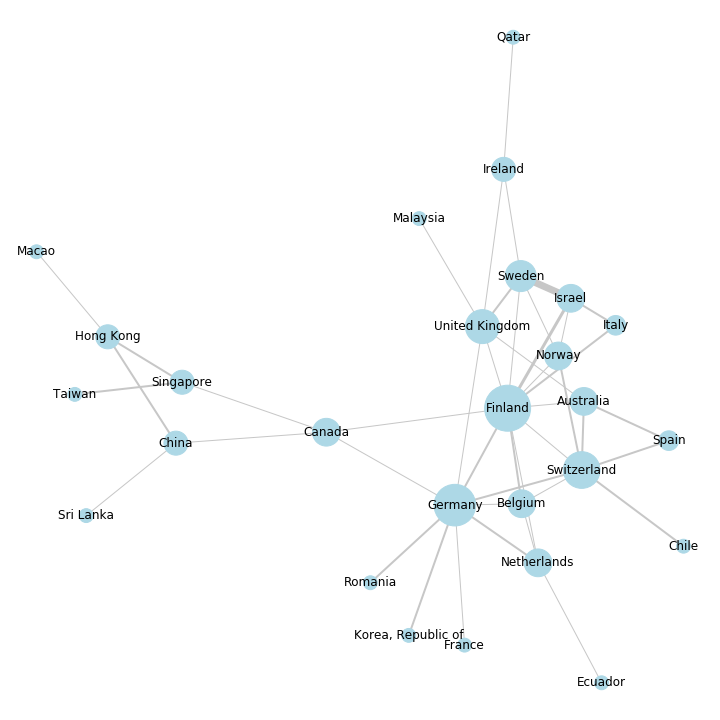 Qatar
Ireland
Malaysia
Macao
Sweden
Israel
United Kingdom
Italy
Hong Kong
Norway
Singapore
Taiwan
Australia
Finland
Canada
Spain
China
Switzerland
Germany
Belgium
Sri Lanka
Chile
Netherlands
Romania
Korea, Republic of
France
Ecuador